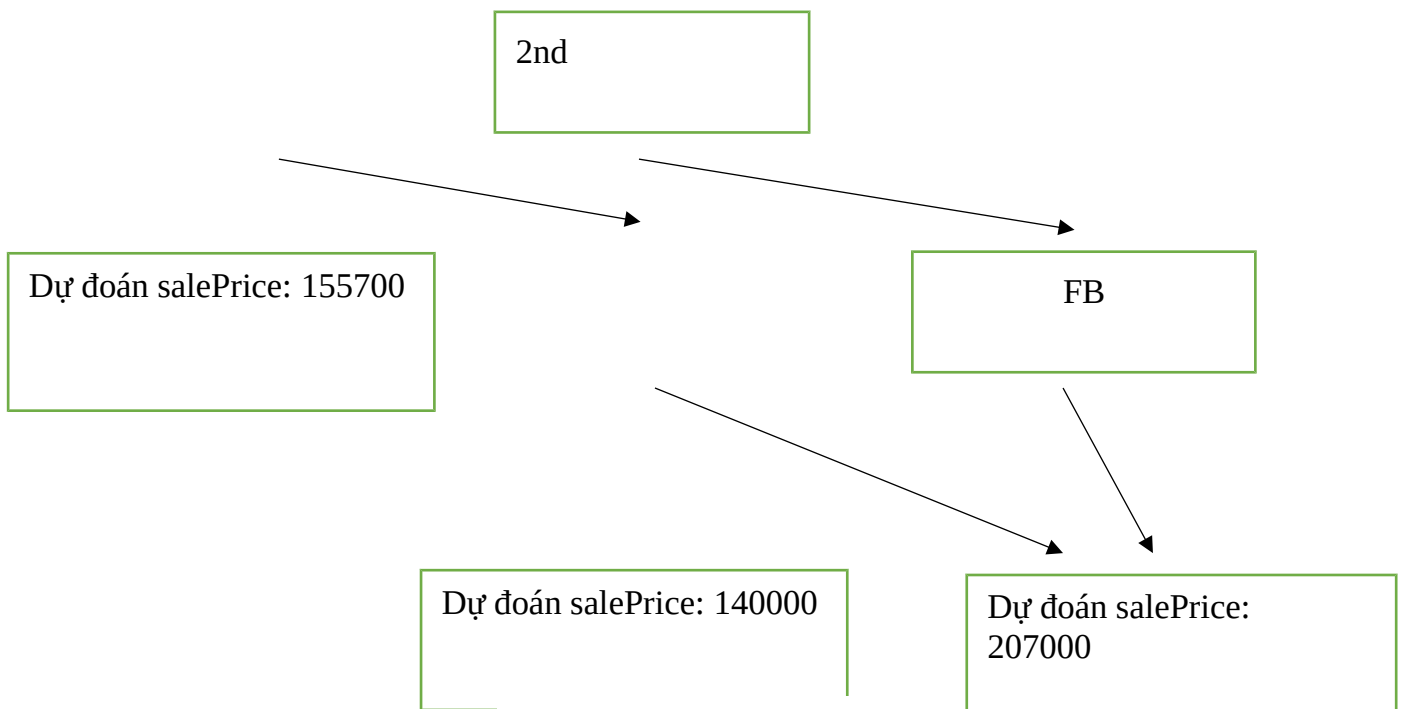 2nd
Dự đoán salePrice: 155700
FB
Dự đoán salePrice: 140000
Dự đoán salePrice:
207000